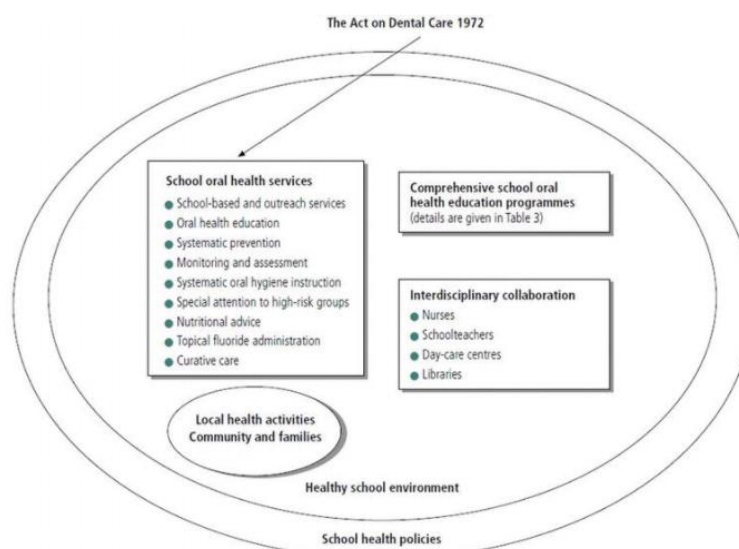 The Act on Dental Care 1972
School oral health services
School-based and outreach services
Oral health education
Systematic prevention
Monitoring and assessment
Systematic oral hygiene instruction
Special attention to high-risk groups
Nutritional advice
Topical fluoride administration
Curative care
Comprehensive school oral
health education programmes
(details are given in Table 3)
Interdisciplinary collaboration
Nurses
Schoolteachers
Day-care centres
Libraries
Local health activities
Community and families
Healthy school environment
School health policies